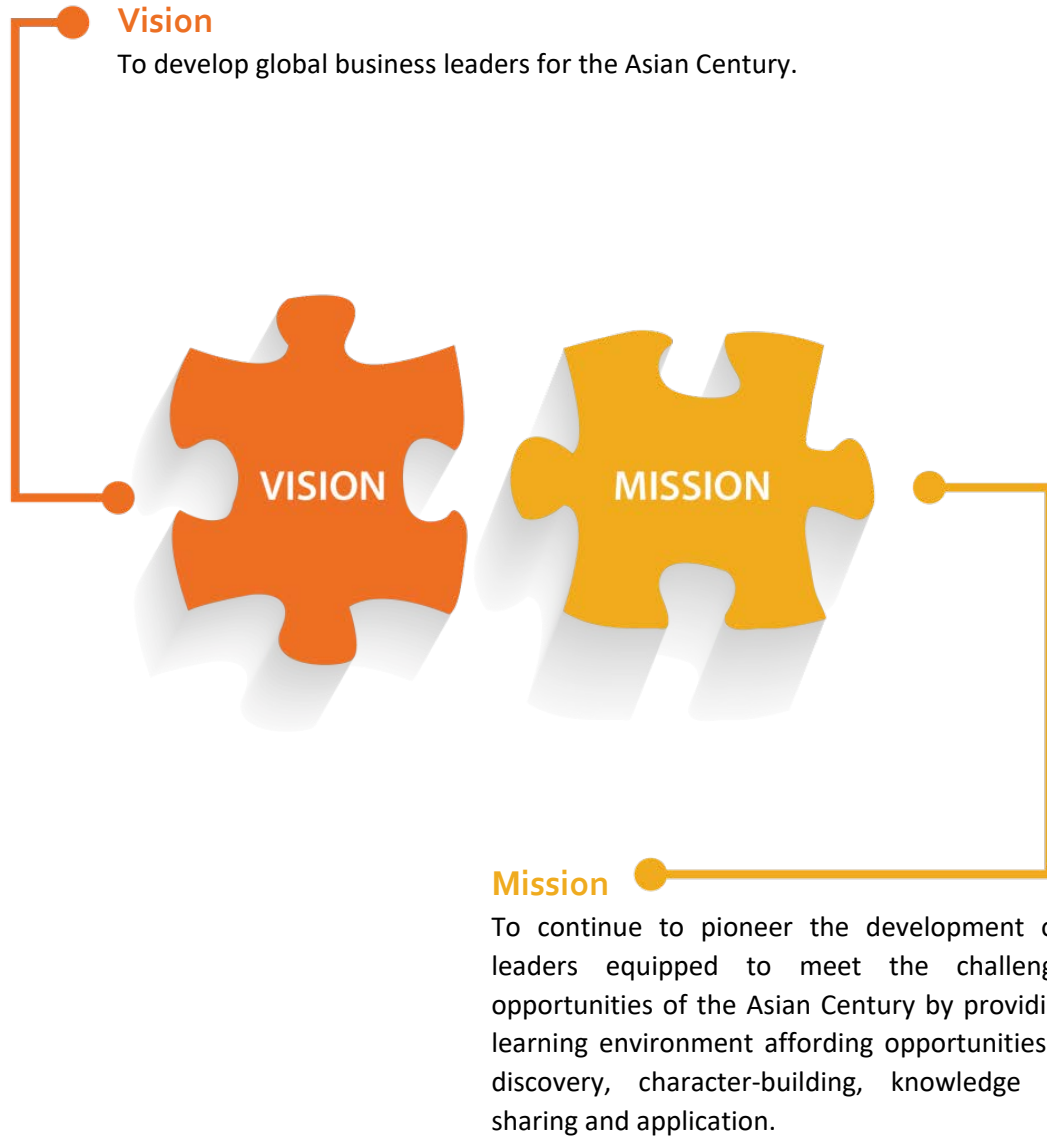 Vision
To develop global business leaders for the Asian Century.
VISION
MISSION
Mission
To continue to pioneer the development
leaders equipped to meet the
opportunities of the Asian Century by
learning environment affording opportunities
discovery, character-building, knowledge
sharing and application.